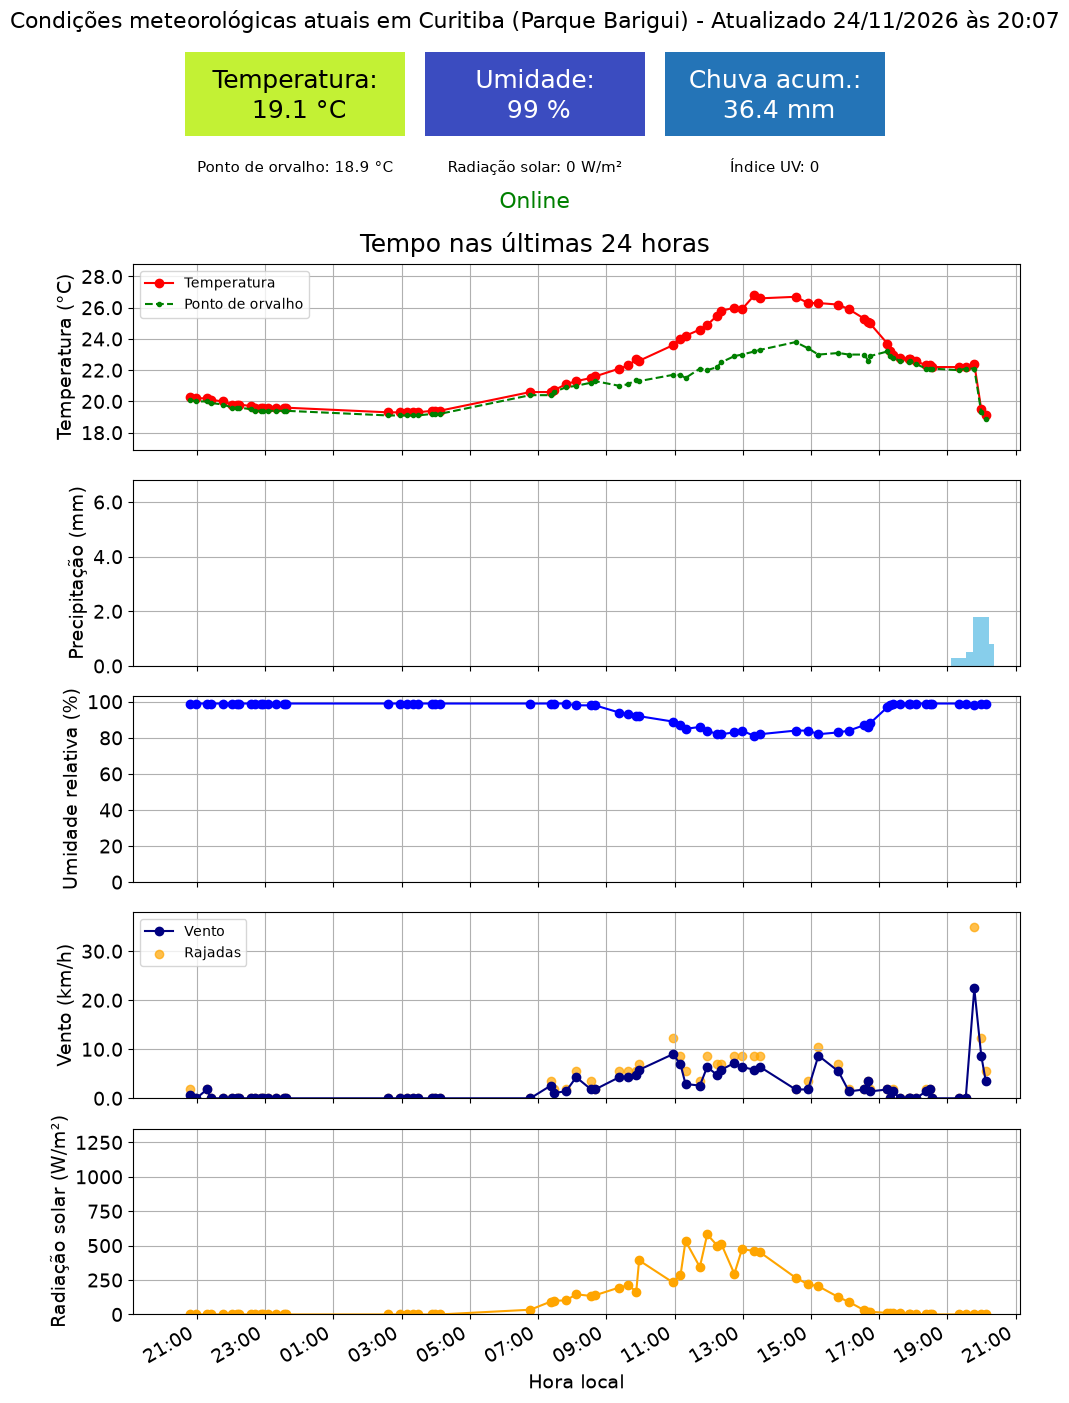 Condições meteorológicas atuais em Curitiba (Parque Barigui) - Atualizado 24/11/2026 às 20:07
Temperatura:
19.1 °C
Umidade:
99 %
Chuva acum.:
36.4 mm
Ponto de orvalho: 18.9 °C
Radiação solar: 0 W/m²
Índice UV: 0
Online
Tempo nas últimas 24 horas
Temperatura (°C)
28.0
26.0
24.0
22.0
20.0
18.0
Temperatura
Ponto de orvalho
Precipitação (mm)
6.0
4.0
2.0
0.0
Umidade relativa (%)
100
80
60
40
20
0
Vento (km/h)
30.0
20.0
10.0
0.0
Vento
Rajadas
Radiação solar (W/m²)
1250
1000
750
500
250
0
21:00
23:00
01:00
03:00
05:00
07:00
09:00
11:00
13:00
15:00
17:00
19:00
21:00
Hora local